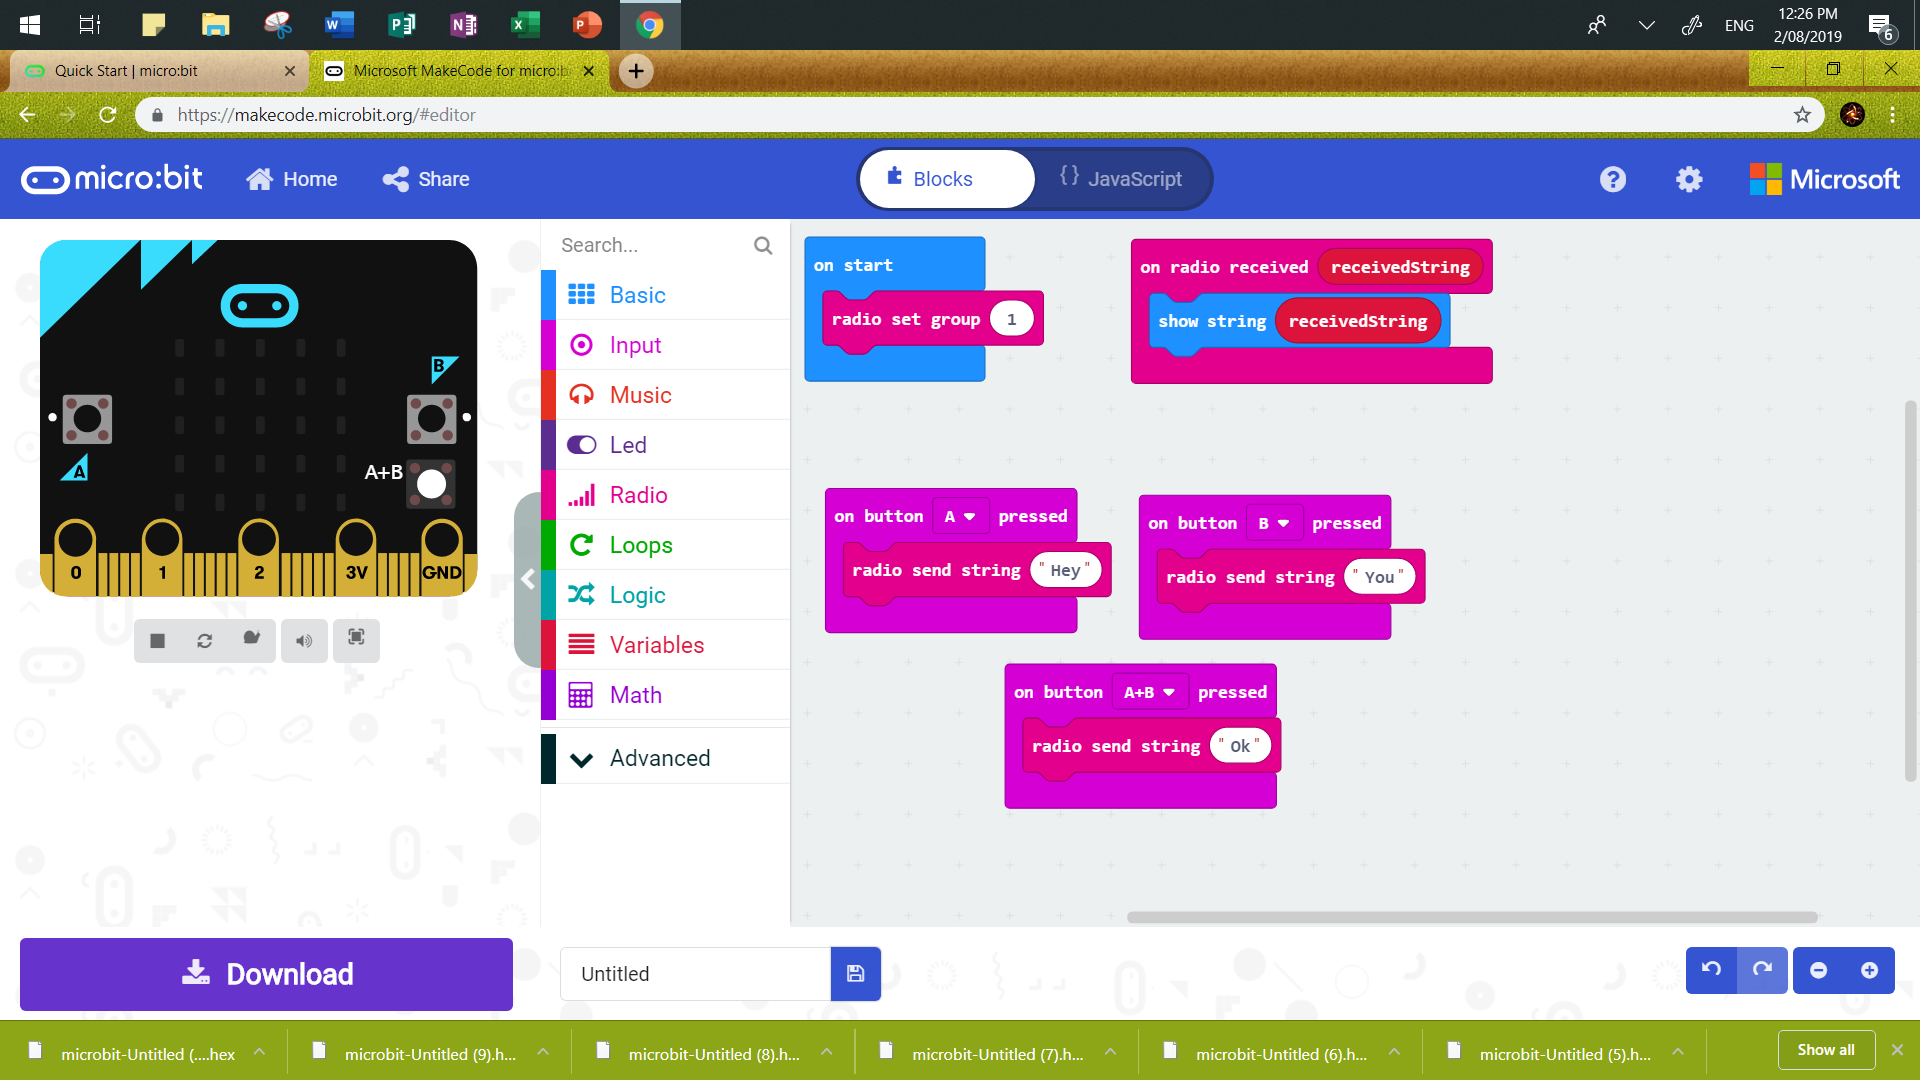 ENG
12:26 PM
2/08/2019
6
Quick Start | micro:bit
Microsoft MakeCode for micro:b
https://makecode.microbit.org/#editor
micro:bit
Home
Share
Blocks
{} JavaScript
Microsoft
B
A
A+B
0
1
2
3V
GND
Search...
Basic
Input
Music
Led
Radio
Loops
Logic
Variables
Math
Advanced
on start
radio set group 1
on radio received receivedString
show string receivedString
on button A pressed
radio send string "Hey"
on button B pressed
radio send string "You"
on button A+B pressed
radio send string "Ok"
Download
Untitled
microbit-Untitled (....hex
microbit-Untitled (9).h...
microbit-Untitled (8).h...
microbit-Untitled (7).h...
microbit-Untitled (6).h...
microbit-Untitled (5).h...
Show all